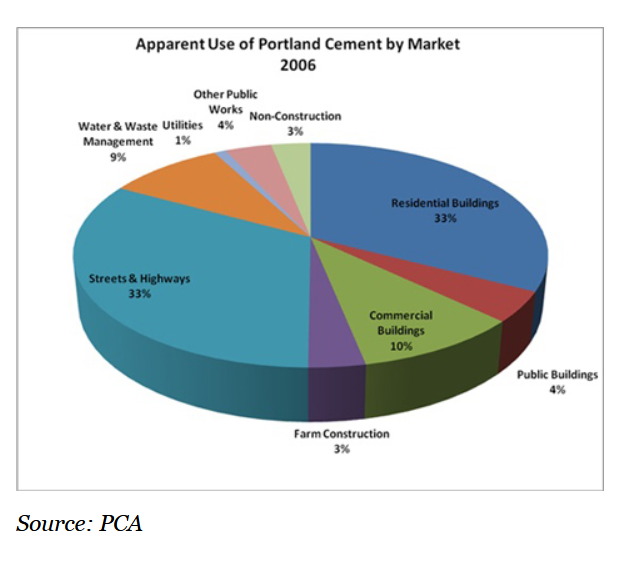 Apparent Use of Portland Cement by Market
2006
Other Public
Works
4%
Non-Construction
3%
Water & Waste
Management
9%
Utilities
1%
Residential Buildings
33%
Streets & Highways
33%
Commercial
Buildings
10%
Public Buildings
4%
Farm Construction
3%
Source: PCA